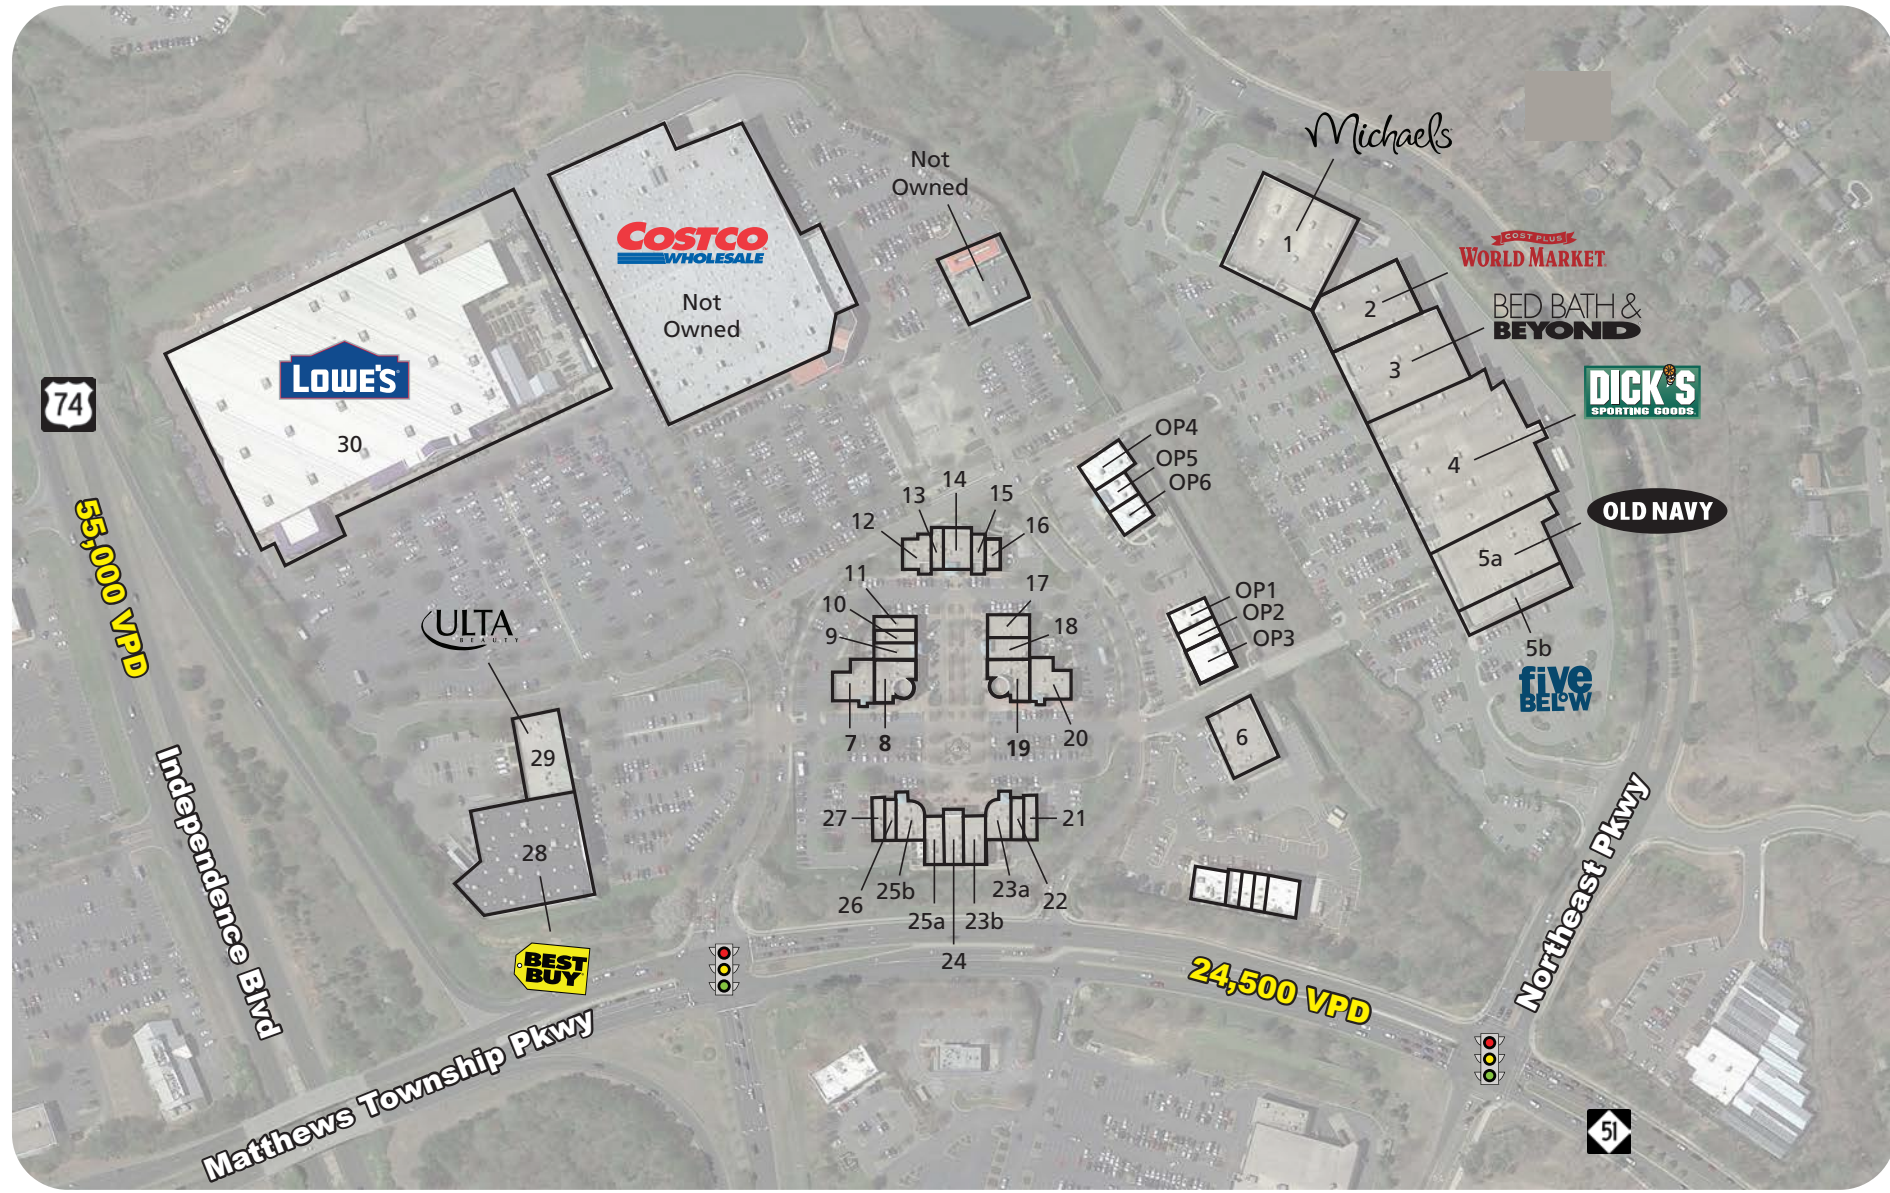 Michaels
Not
Owned
COSTCO
WHOLESALE
Not
Owned
1
COST PLUS
WORLD MARKET
2
BED BATH &
BEYOND
3
LOWE'S
30
74
DICK'S
SPORTING GOODS
4
OP4
OP5
OP6
OLD NAVY
5a
5b
five
BELOW
14
13
15
12
16
11
10
9
17
18
OP1
OP2
OP3
55,000 VPD
ULTA
BEAUTY
7
8
19
20
6
29
28
27
21
26
25b
25a
24
23b
23a
22
BEST
BUY
Independence Blvd
Matthews Township Pkwy
24,500 VPD
Northeast Pkwy
51